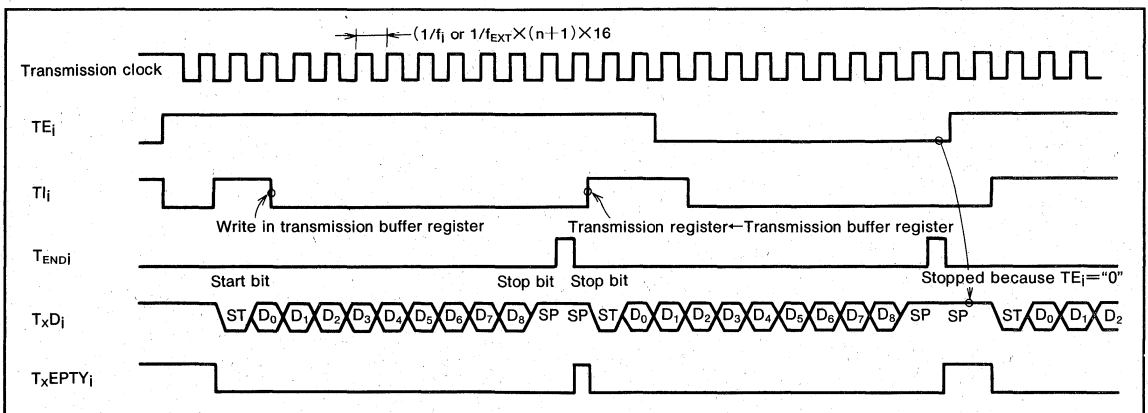 (1/fi or 1/fEXT×(n+1)×16
Transmission clock
TEi
TIi
Write in transmission buffer register
Transmission register←Transmission buffer register
TENDi
Start bit
Stop bit
Stop bit
Stopped because TEi="0"
TxDi
ST D0 D1 D2 D3 D4 D5 D6 D7 D8 SP SP ST D0 D1 D2 D3 D4 D5 D6 D7 D8 SP SP ST D0 D1 D2
TxEPTYi